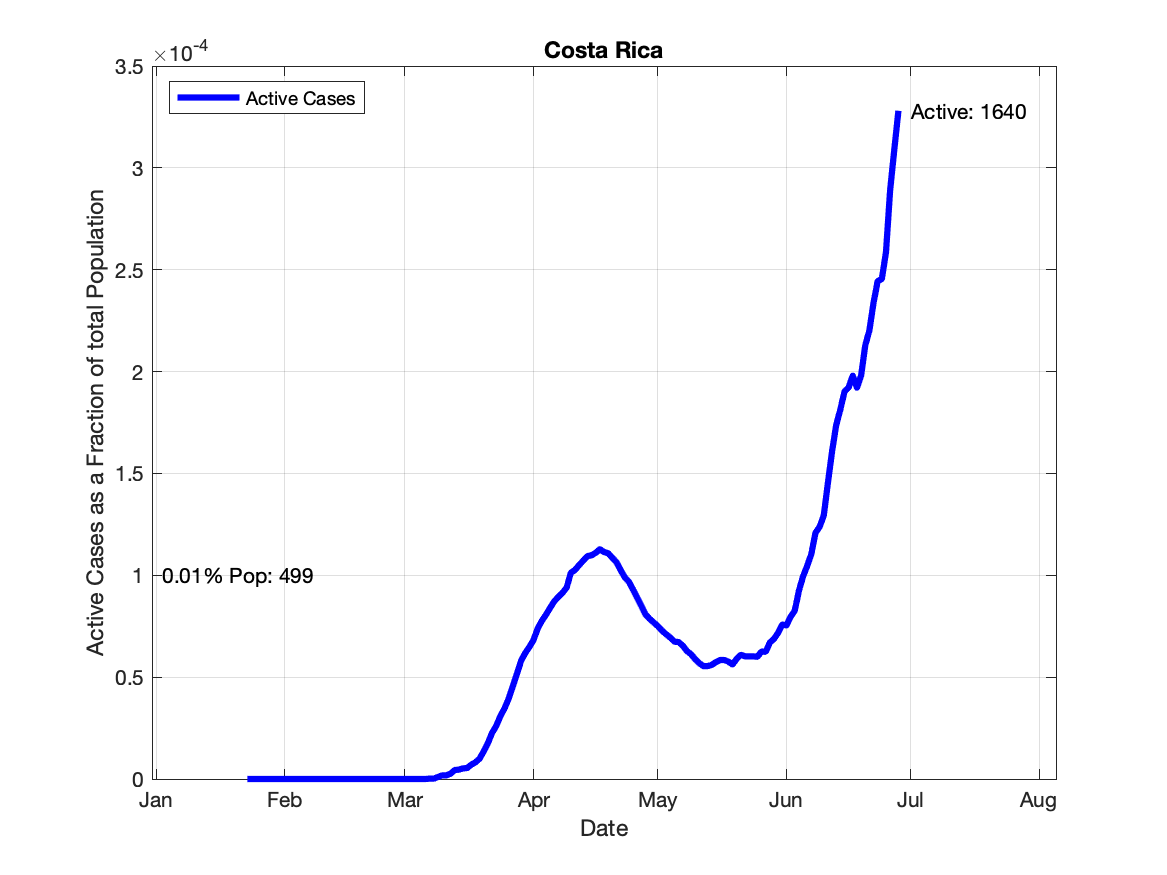 Costa Rica
×10-4
3.5
3
2.5
2
1.5
1
0.5
0
Active Cases
Active: 1640
0.01% Pop: 499
Active Cases as a Fraction of total Population
Jan Feb Mar Apr May Jun Jul Aug
Date